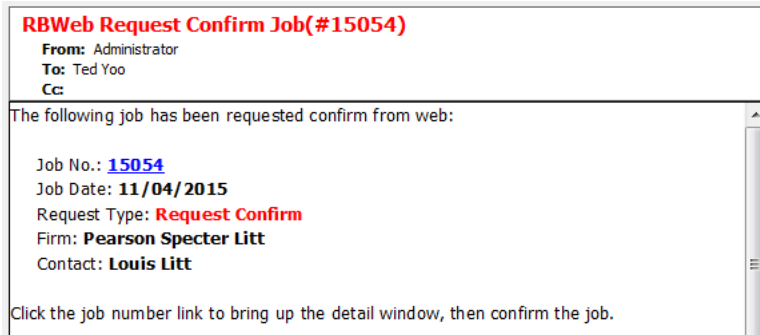 RBWeb Request Confirm Job(#15054)
From: Administrator
To: Ted Yoo
Cc:
The following job has been requested confirm from web:
Job No.: 15054
Job Date: 11/04/2015
Request Type: Request Confirm
Firm: Pearson Specter Litt
Contact: Louis Litt
Click the job number link to bring up the detail window, then confirm the job.